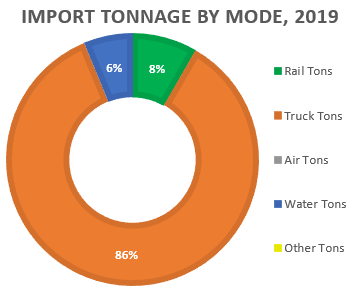 IMPORT TONNAGE BY MODE, 2019
6%
8%
Rail Tons
Truck Tons
Air Tons
Water Tons
Other Tons
86%